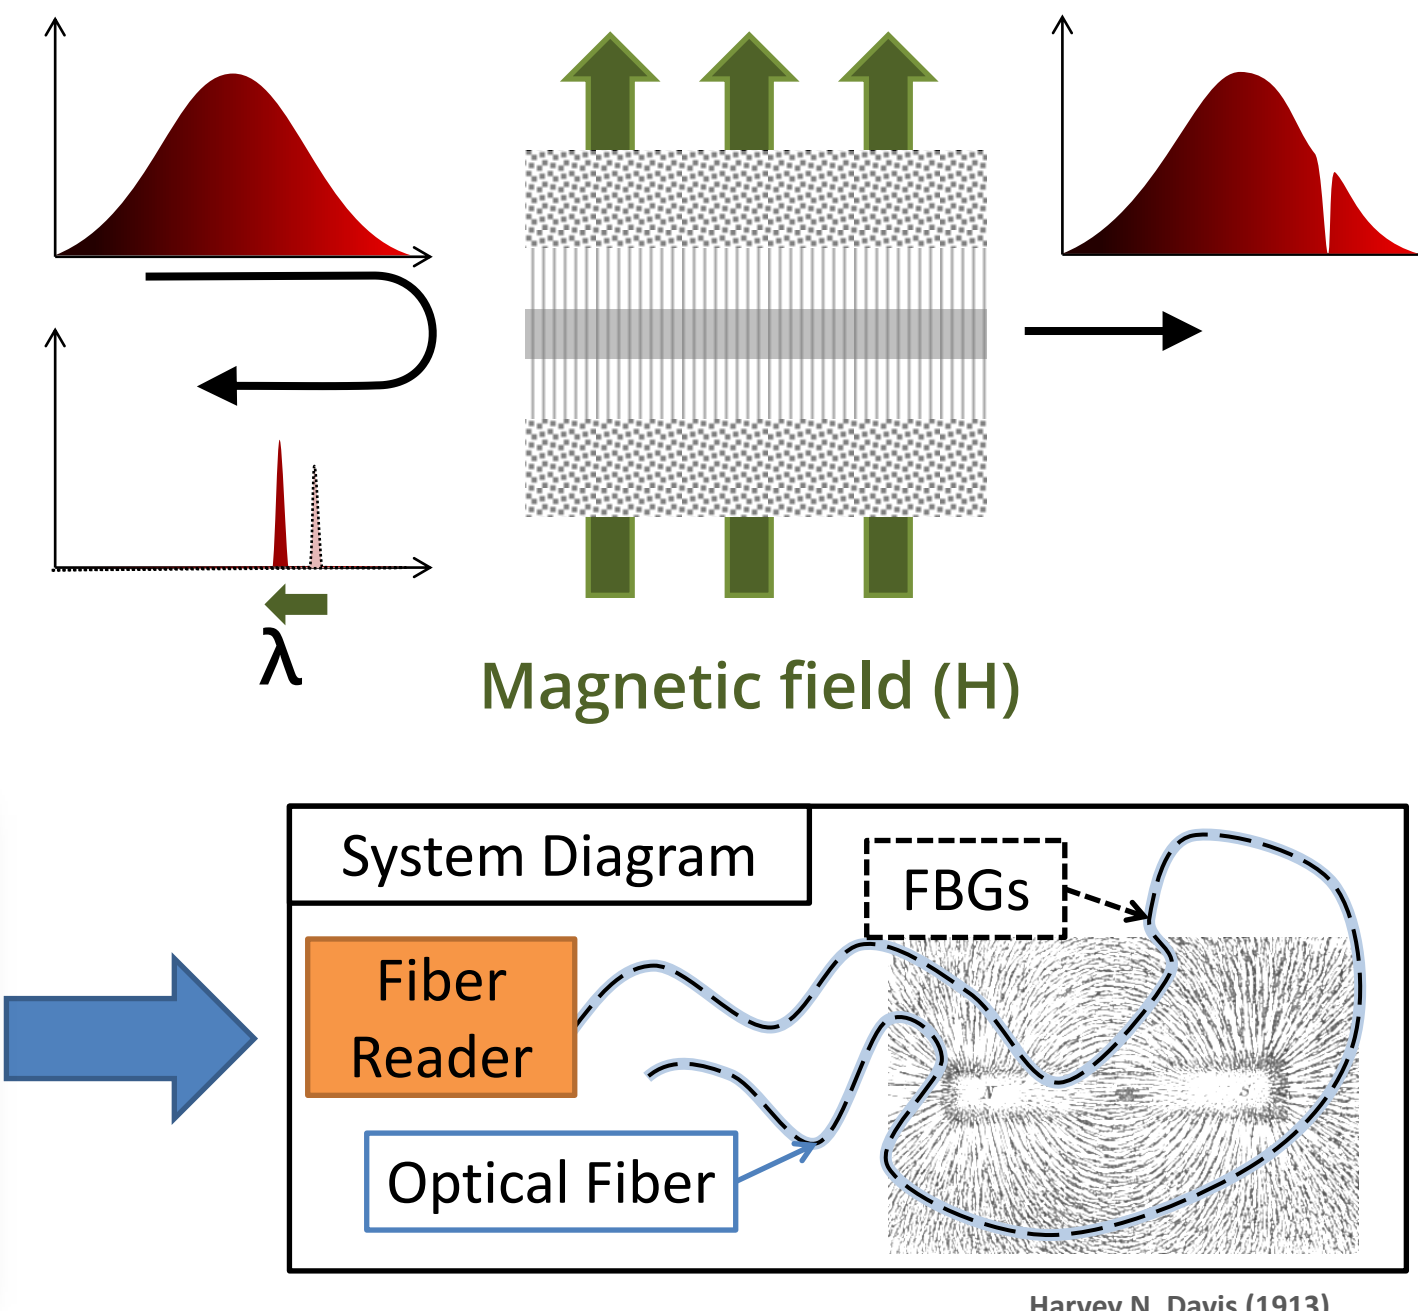 λ
Magnetic field (H)
System Diagram
FBGs
Fiber
Reader
N
S
Optical Fiber
Harvey N. Davis (1913)